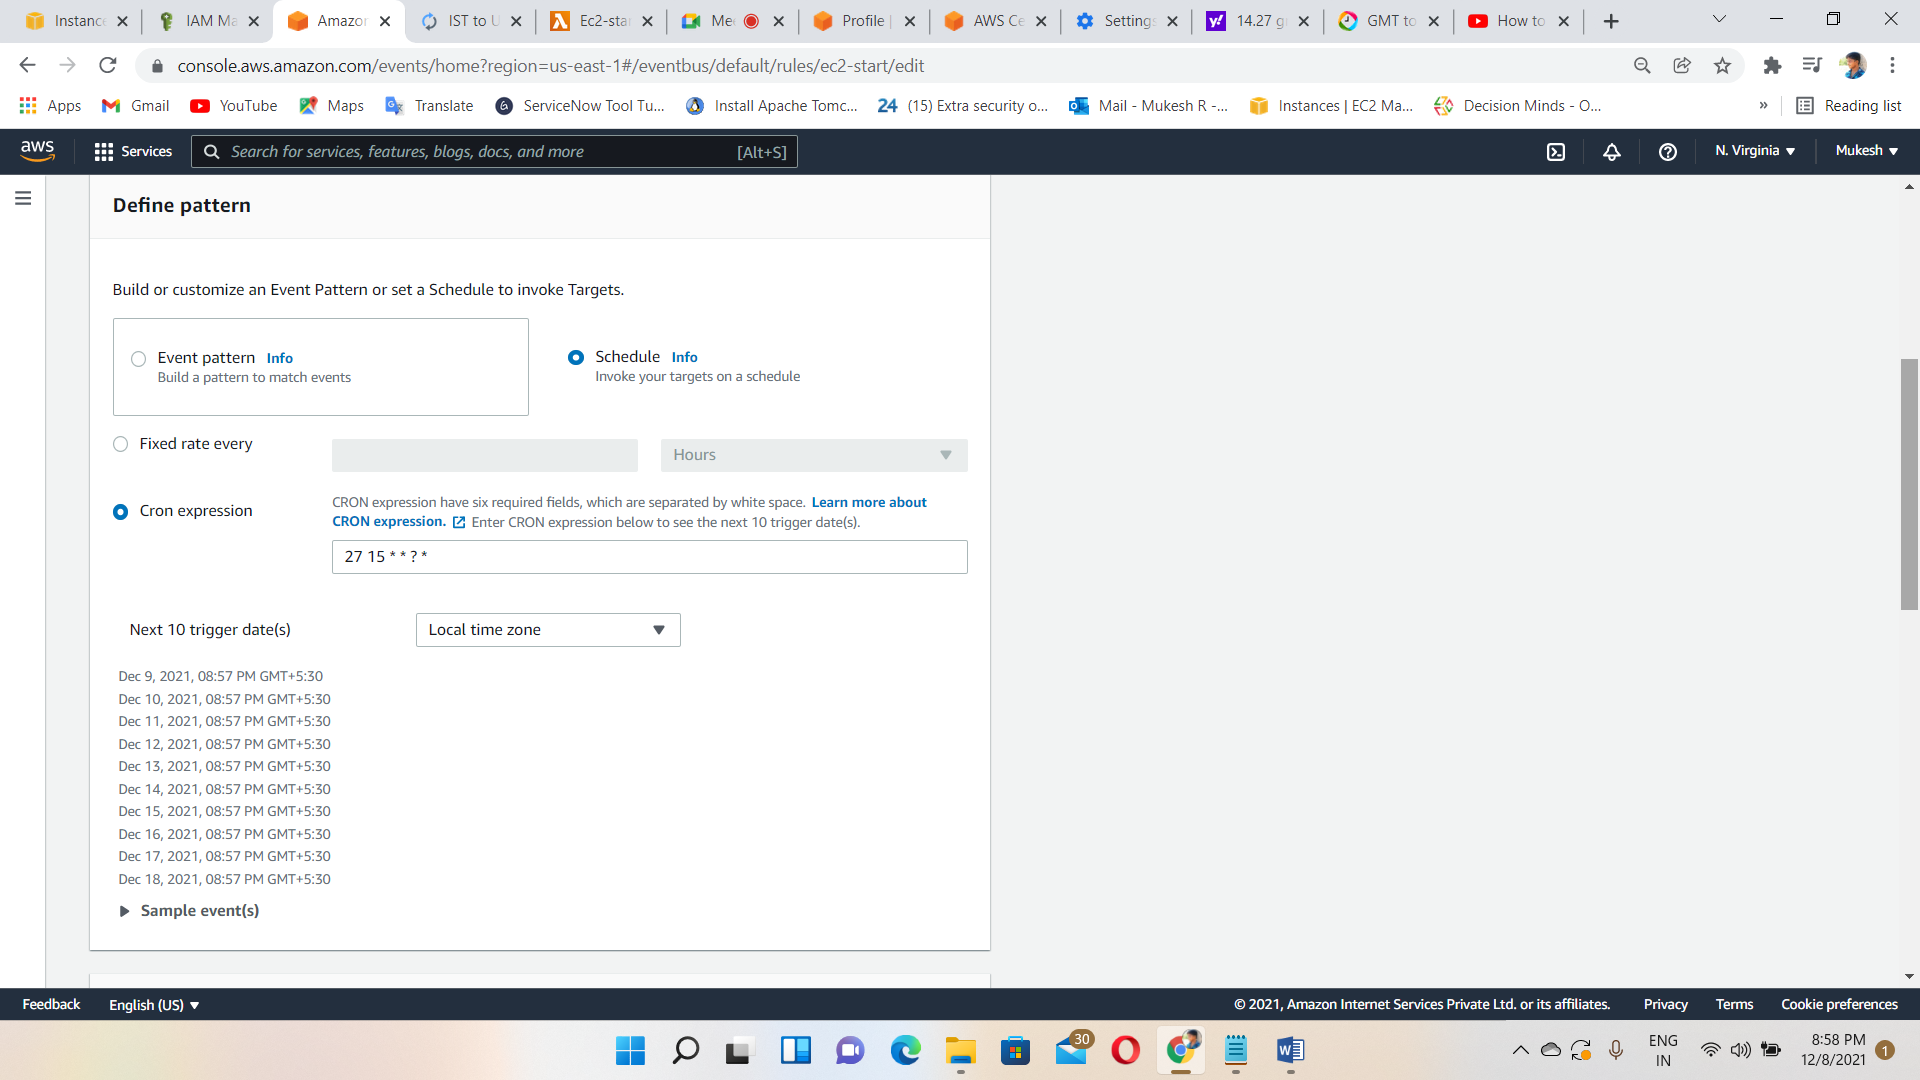 Instance
IAM Ma
Amazon
IST to U
Ec2-star
Mee
Profile |
AWS Ce
Settings
14.27 g
GMT to
How to
console.aws.amazon.com/events/home?region=us-east-1#/eventbus/default/rules/ec2-start/edit
Apps
Gmail
YouTube
Maps
Translate
ServiceNow Tool Tu...
Install Apache Tomc...
24 (15) Extra security o...
Mail - Mukesh R -...
Instances | EC2 Ma...
Decision Minds - O...
»
Reading list
aws
Services
Search for services, features, blogs, docs, and more
[Alt+S]
N. Virginia
Mukesh
Define pattern
Build or customize an Event Pattern or set a Schedule to invoke Targets.
Event pattern Info
Build a pattern to match events
Schedule Info
Invoke your targets on a schedule
Fixed rate every
Hours
Cron expression
CRON expression have six required fields, which are separated by white space. Learn more about
CRON expression. Enter CRON expression below to see the next 10 trigger date(s).
27 15 * * ? *
Next 10 trigger date(s)
Local time zone
Dec 9, 2021, 08:57 PM GMT+5:30
Dec 10, 2021, 08:57 PM GMT+5:30
Dec 11, 2021, 08:57 PM GMT+5:30
Dec 12, 2021, 08:57 PM GMT+5:30
Dec 13, 2021, 08:57 PM GMT+5:30
Dec 14, 2021, 08:57 PM GMT+5:30
Dec 15, 2021, 08:57 PM GMT+5:30
Dec 16, 2021, 08:57 PM GMT+5:30
Dec 17, 2021, 08:57 PM GMT+5:30
Dec 18, 2021, 08:57 PM GMT+5:30
Sample event(s)
Feedback
English (US)
© 2021, Amazon Internet Services Private Ltd. or its affiliates.
Privacy
Terms
Cookie preferences
30
ENG
IN
8:58 PM
12/8/2021
1